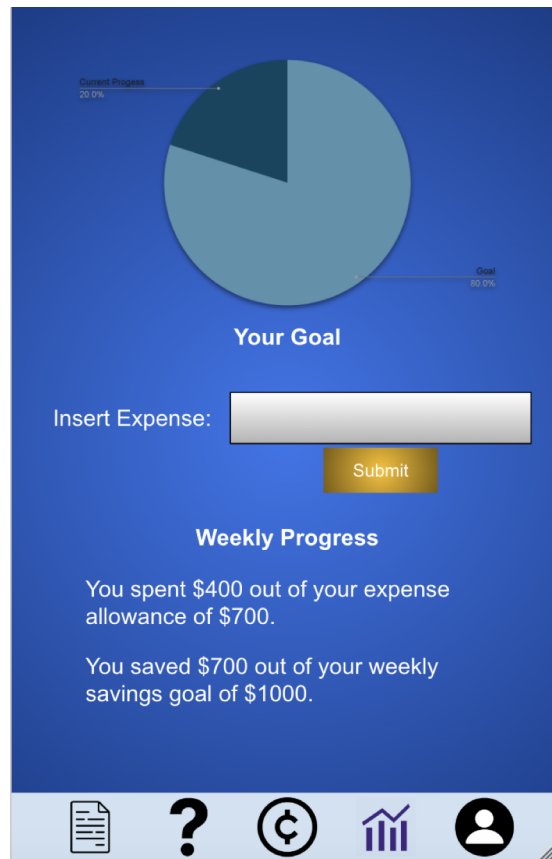 Current Progess
20.0%
Goal
80.0%
Your Goal
Insert Expense:
Submit
Weekly Progress
You spent $400 out of your expense
allowance of $700.
You saved $700 out of your weekly
savings goal of $1000.